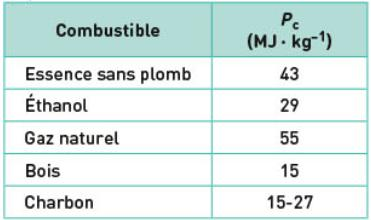 Combustible Pc (MJ · kg⁻¹)
Essence sans plomb 43
Éthanol 29
Gaz naturel 55
Bois 15
Charbon 15-27